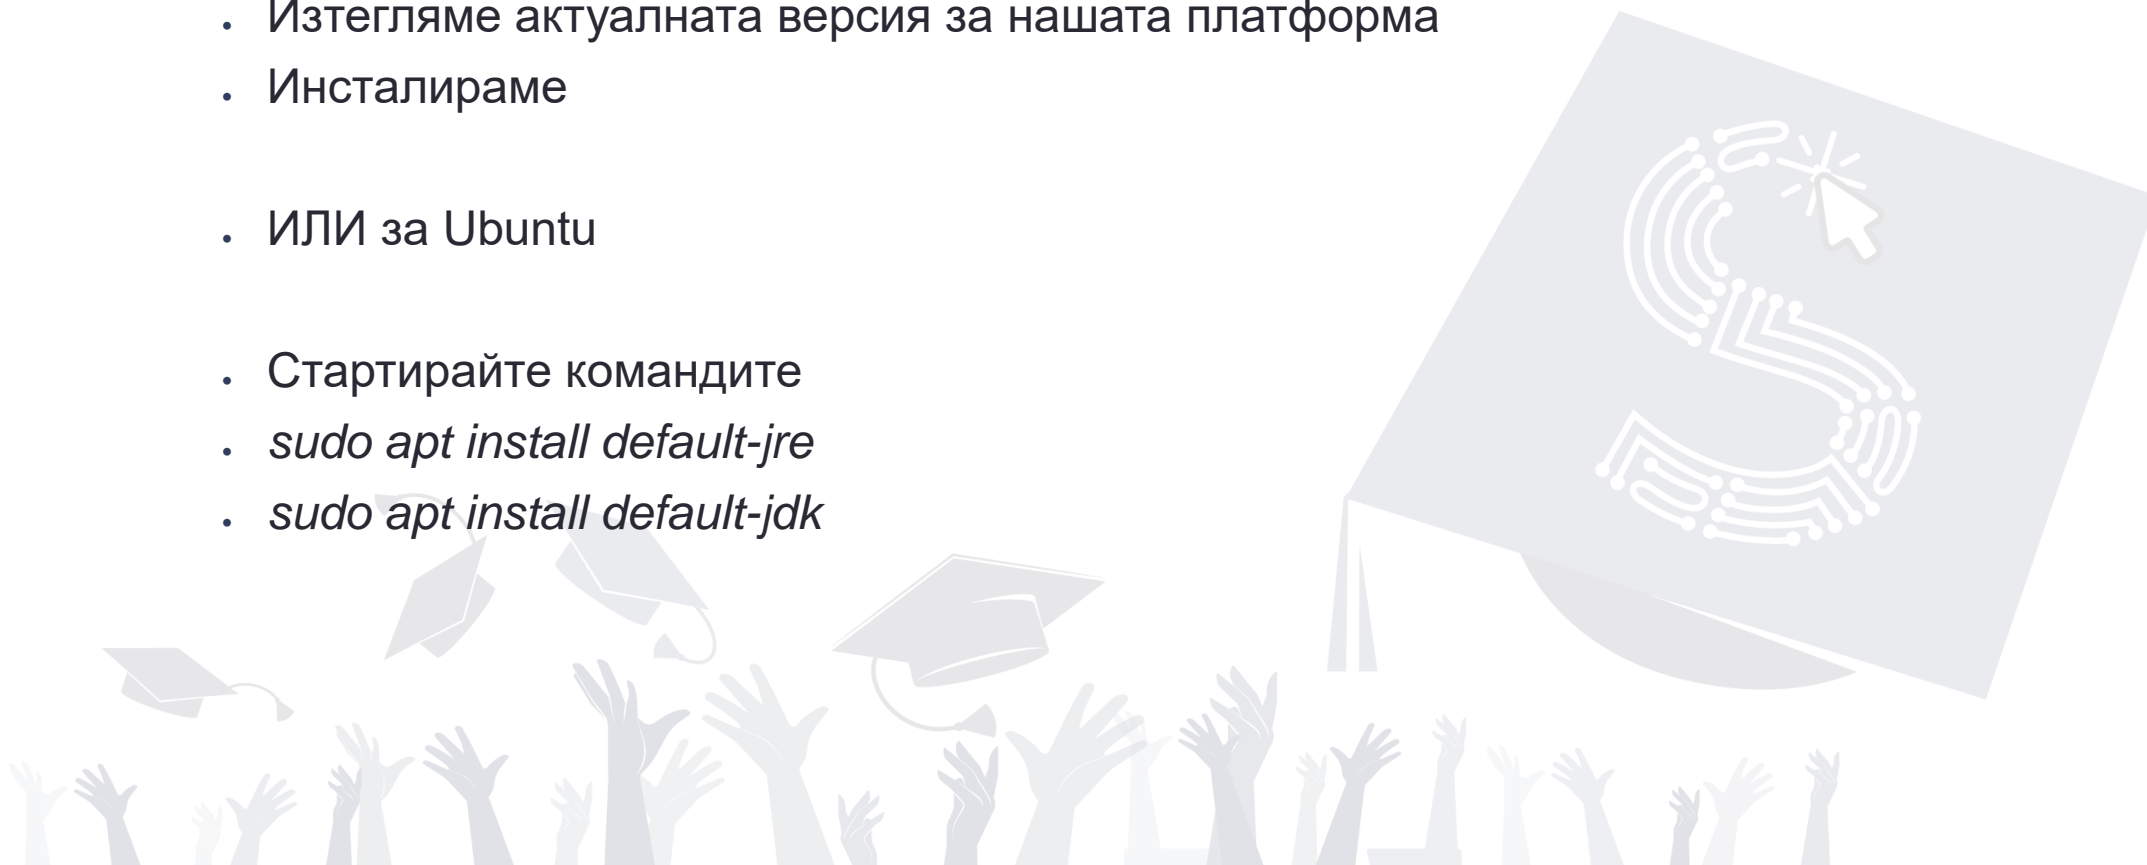 Изтегляме актуалната версия за нашата платформа
Инсталираме
ИЛИ за Ubuntu
Стартирайте командите
sudo apt install default-jre
sudo apt install default-jdk